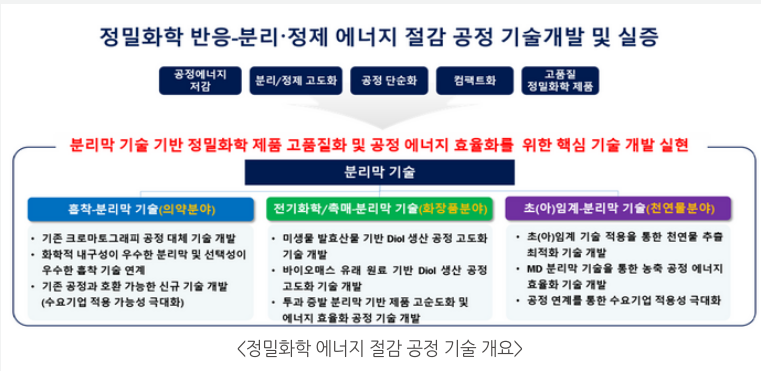 정밀화학 반응-분리·정제 에너지 절감 공정 기술개발 및 실증
공정에너지
저감
분리/정제 고도화
공정 단순화
컴팩트화
고품질
정밀화학 제품
분리막 기술 기반 정밀화학 제품 고품질화 및 공정 에너지 효율화를 위한 핵심 기술 개발 실현
분리막 기술
흡착-분리막 기술(의약분야)
• 기존 크로마토그래피 공정 대체 기술 개발
• 화학적 내구성이 우수한 분리막 및 선택성이
우수한 흡착 기술 연계
• 기존 공정과 호환 가능한 신규 기술 개발
(수요기업 적용 가능성 극대화)
전기화학/촉매-분리막 기술(화장품분야)
• 미생물 발효산물 기반 Diol 생산 공정 고도화
기술 개발
• 바이오매스 유래 원료 기반 Diol 생산 공정
고도화 기술 개발
• 투과 증발 분리막 기반 제품 고순도화 및
에너지 효율화 공정 기술 개발
초(아)임계-분리막 기술(천연물분야)
• 초(아)임계 기술 적용을 통한 천연물 추출
최적화 기술 개발
• MD 분리막 기술을 통한 농축 공정 에너지
효율화 기술 개발
• 공정 연계를 통한 수요기업 적용성 극대화
<정밀화학 에너지 절감 공정 기술 개요>